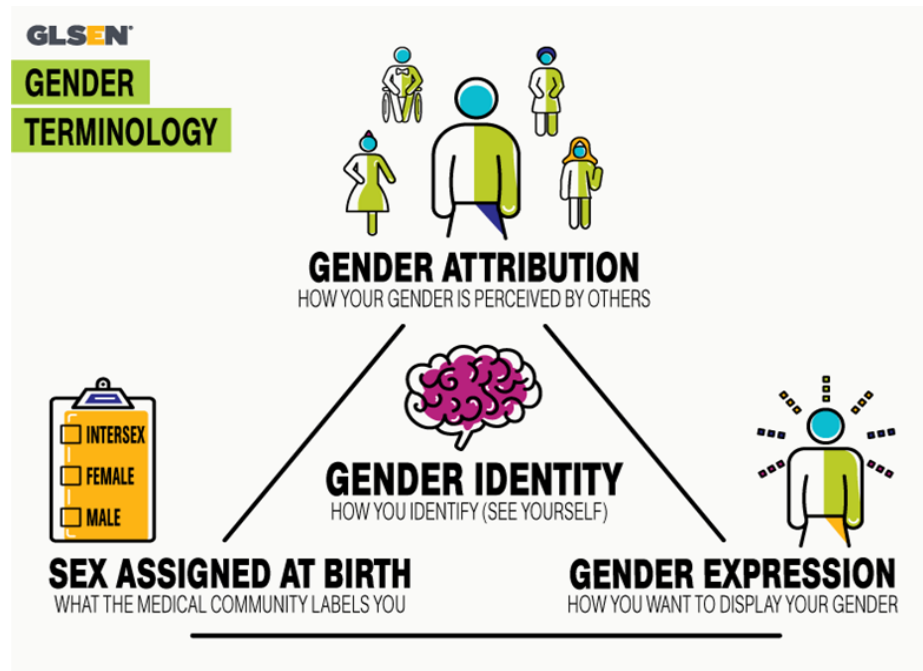 GLSEN®
GENDER
TERMINOLOGY
GENDER ATTRIBUTION
HOW YOUR GENDER IS PERCEIVED BY OTHERS
GENDER IDENTITY
HOW YOU IDENTIFY (SEE YOURSELF)
INTERSEX
FEMALE
MALE
SEX ASSIGNED AT BIRTH
WHAT THE MEDICAL COMMUNITY LABELS YOU
GENDER EXPRESSION
HOW YOU WANT TO DISPLAY YOUR GENDER